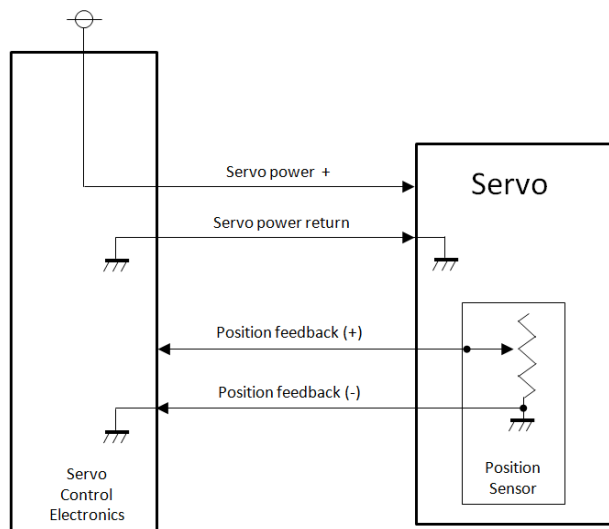 Servo power +
Servo
Servo power return
Position feedback (+)
Position feedback (-)
Servo
Control
Electronics
Position
Sensor